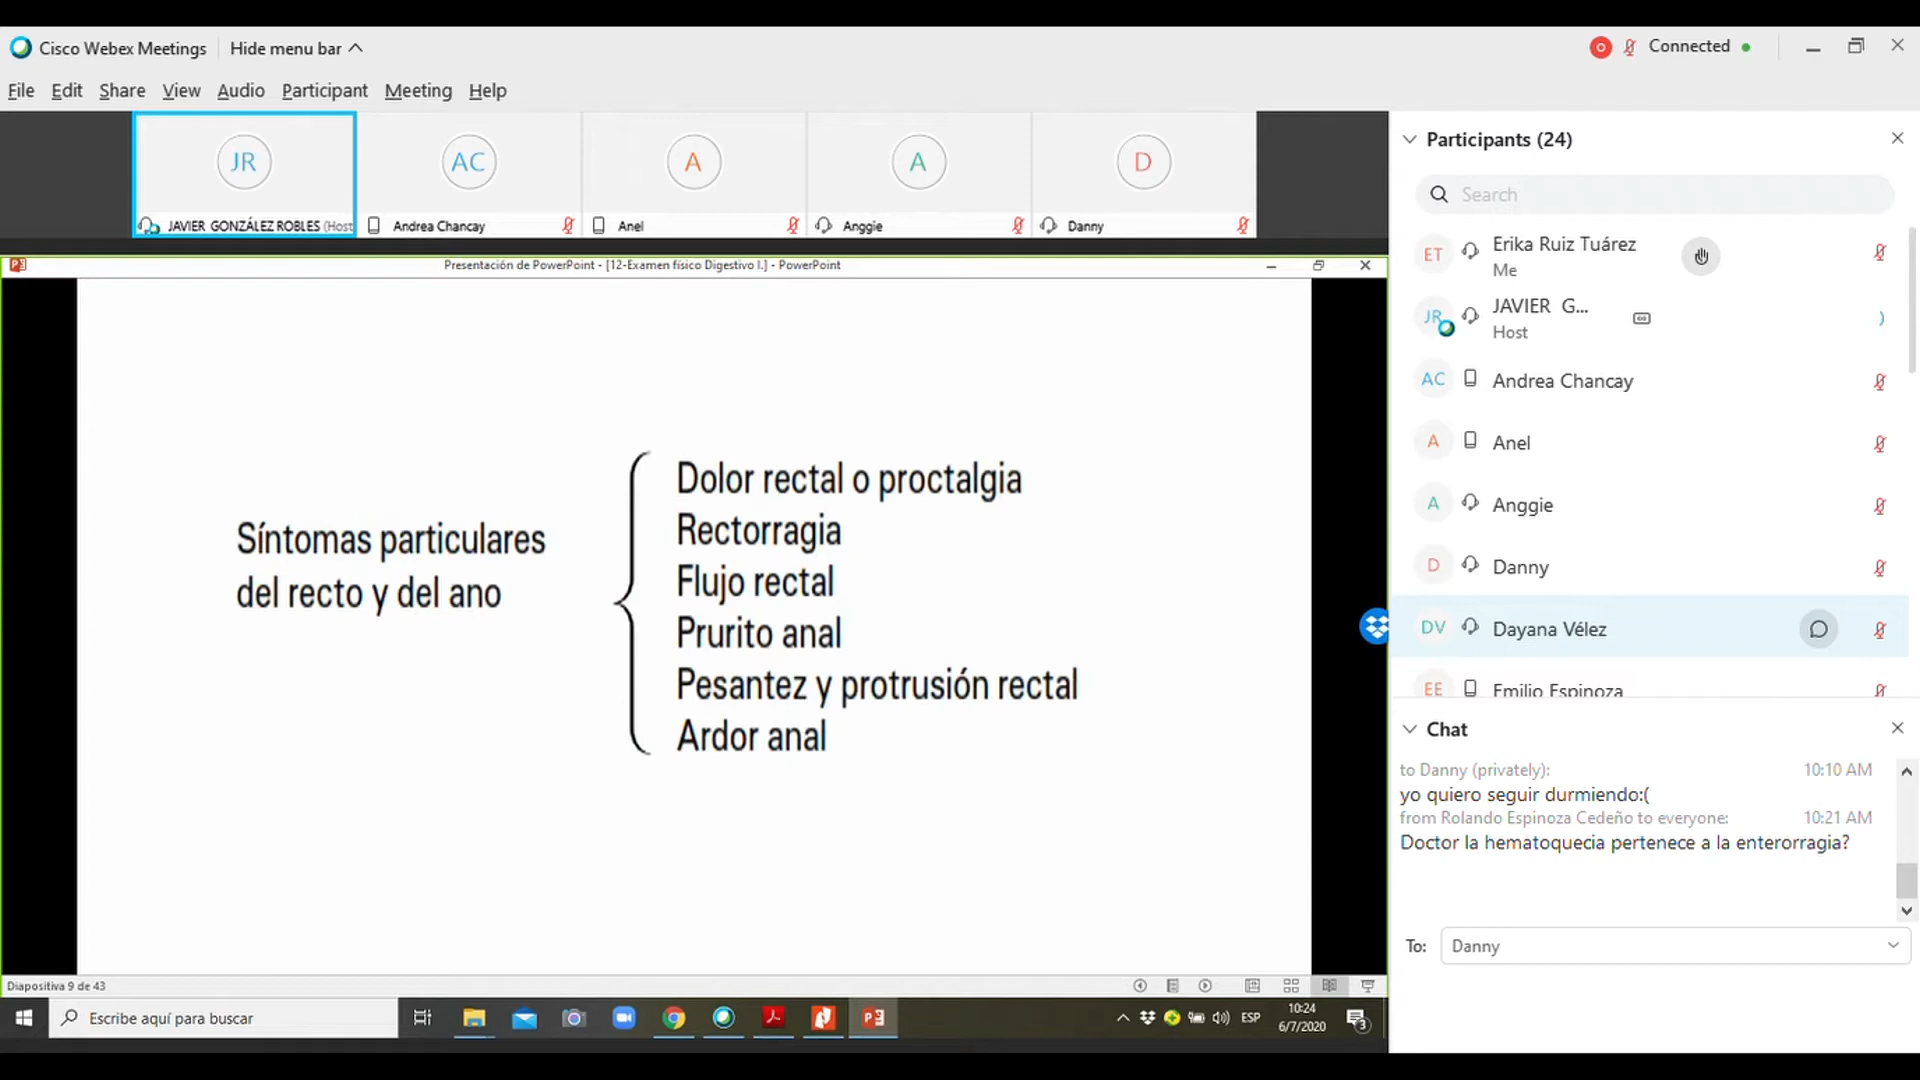 Cisco Webex Meetings
Hide menu bar
Connected
File Edit Share View Audio Participant Meeting Help
JR
AC
A
A
D
JAVIER GONZÁLEZ ROBLES (Host
Andrea Chancay
Anel
Anggie
Danny
Presentación de PowerPoint - [12-Examen físico Digestivo I.] - PowerPoint
Síntomas particulares
del recto y del ano
Dolor rectal o proctalgia
Rectorragia
Flujo rectal
Prurito anal
Pesantez y protrusión rectal
Ardor anal
Diapositiva 9 de 43
Escribe aquí para buscar
ESP
10:24
6/7/2020
3
Participants (24)
Search
ET
Erika Ruiz Tuárez
Me
JR
JAVIER G...
Host
AC
Andrea Chancay
A
Anel
A
Anggie
D
Danny
DV
Dayana Vélez
EE
Emilio Espinoza
Chat
to Danny (privately):
10:10 AM
yo quiero seguir durmiendo:(
from Rolando Espinoza Cedeño to everyone:
10:21 AM
Doctor la hematoquecia pertenece a la enterorragia?
To:
Danny